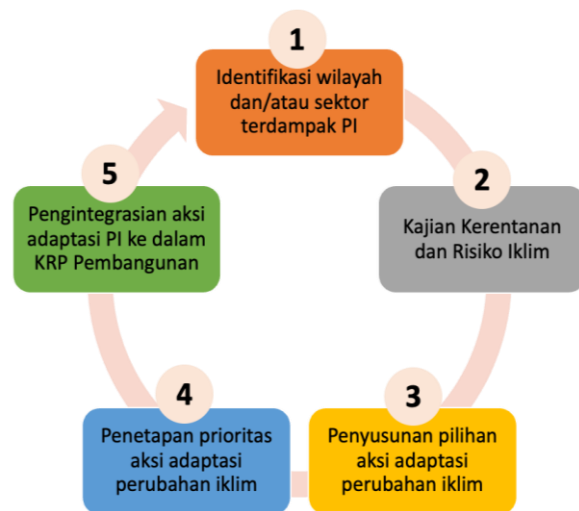 1
Identifikasi wilayah
dan/atau sektor
terdampak PI
2
Kajian Kerentanan
dan Risiko Iklim
3
Penyusunan pilihan
aksi adaptasi
perubahan iklim
4
Penetapan prioritas
aksi adaptasi
perubahan iklim
5
Pengintegrasian aksi
adaptasi PI ke dalam
KRP Pembangunan